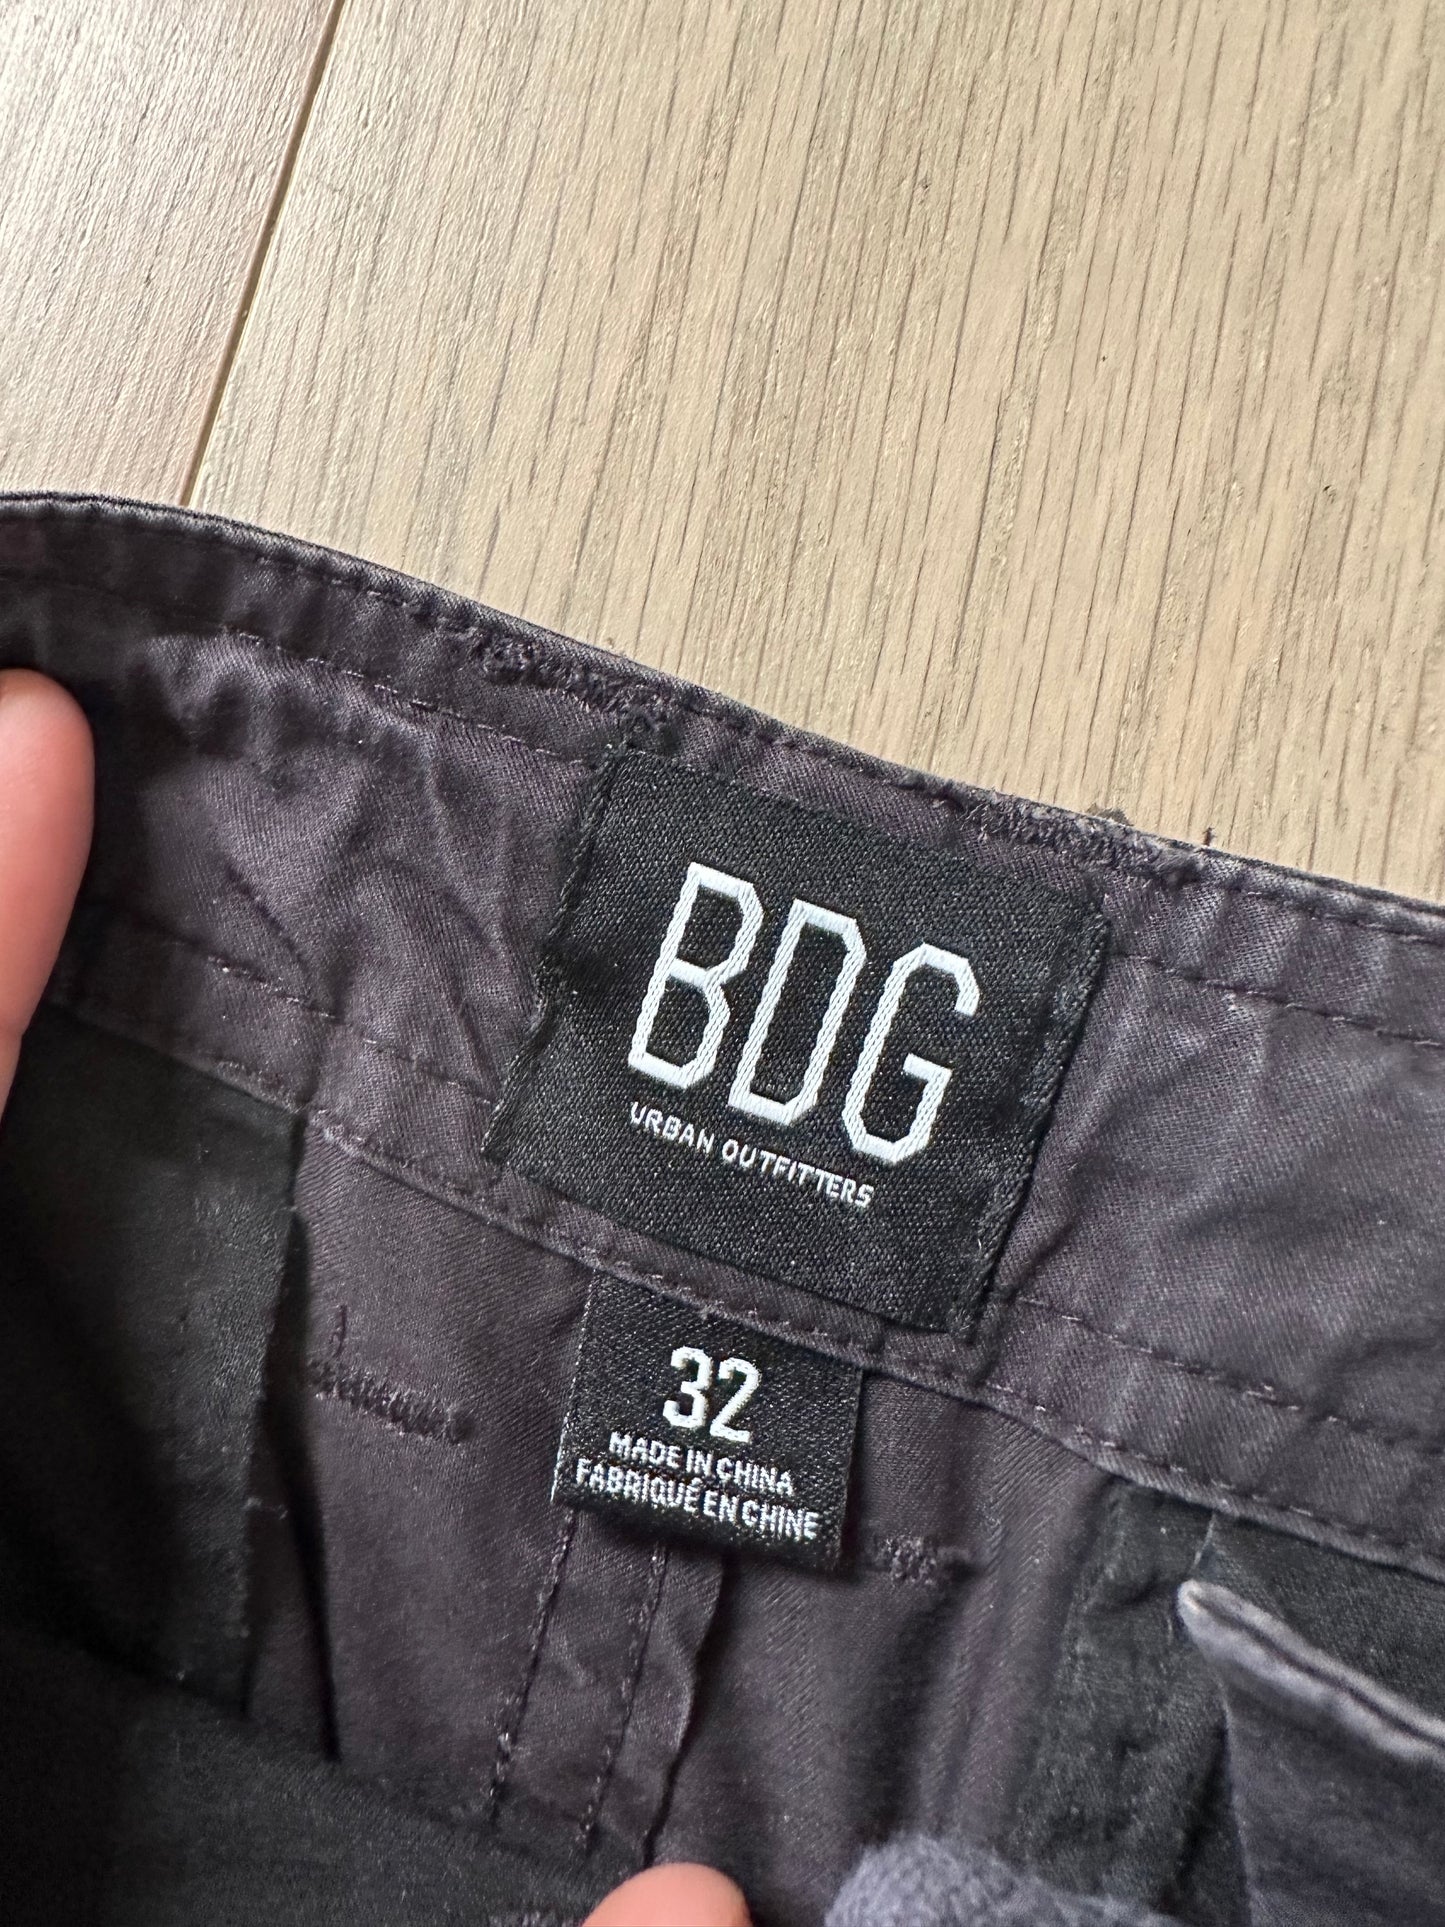 BDG
URBAN OUTFITTERS
32
MADE IN CHINA
FABRIQUÉ EN CHINE